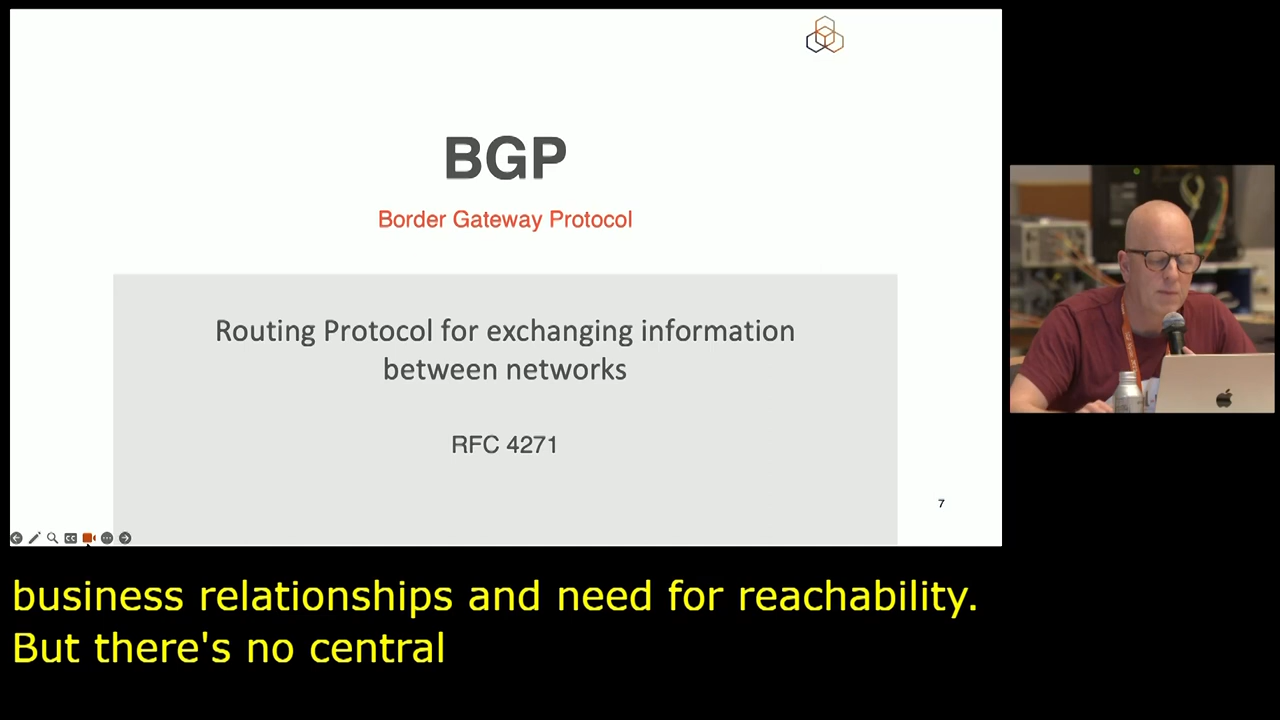 BGP
Border Gateway Protocol
Routing Protocol for exchanging information
between networks
RFC 4271
7
CC
business relationships and need for reachability.
But there's no central